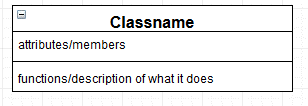 Classname
attributes/members
functions/description of what it does